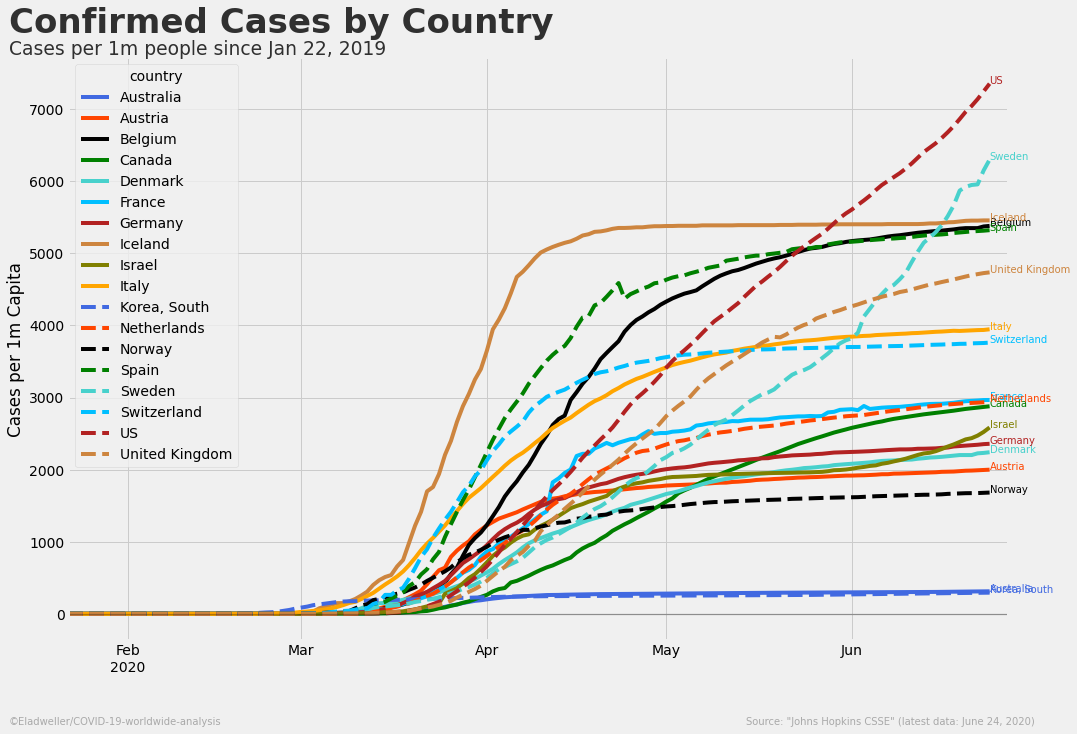 Confirmed Cases by Country
Cases per 1m people since Jan 22, 2019
country
Australia
Austria
Belgium
Canada
Denmark
France
Germany
Iceland
Israel
Italy
Korea, South
Netherlands
Norway
Spain
Sweden
Switzerland
US
United Kingdom
Cases per 1m Capita
7000
6000
5000
4000
3000
2000
1000
0
US
Sweden
Iceland
Belgium
Spain
United Kingdom
Italy
Switzerland
France
Netherlands
Canada
Israel
Germany
Denmark
Austria
Norway
Australia
Korea, South
Feb Mar Apr May Jun
2020
©Eladweller/COVID-19-worldwide-analysis
Source: "Johns Hopkins CSSE" (latest data: June 24, 2020)